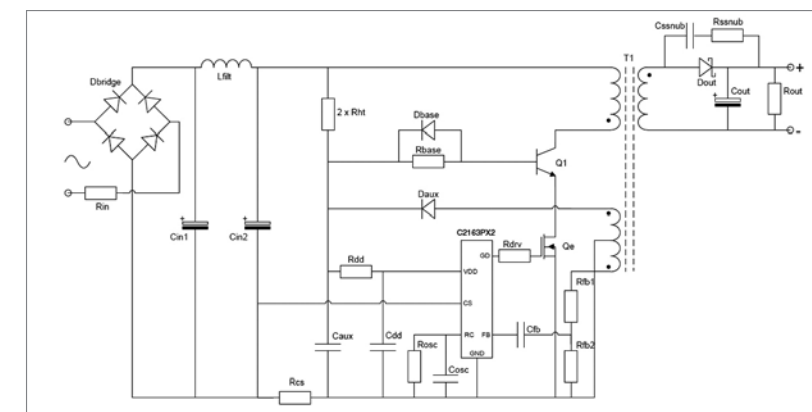 Cssnub
Rssnub
T1
Dbridge
Lfilt
+
Dout
Cout
+
Rout
-
2 x Rht
Dbase
Rbase
Q1
Rin
Daux
+
Cin1
+
Cin2
C2163PX2
Rdrv
Qe
GD
Rdd
VDD
Rfb1
CS
Caux
Cdd
Rosc
RC
FB
Cfb
Rfb2
Cosc
GND
Rcs